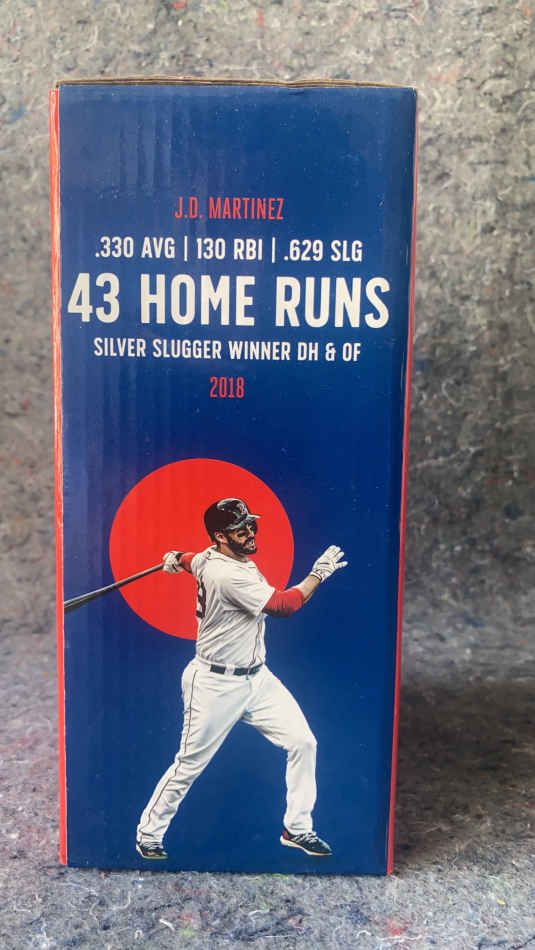 J.D. MARTINEZ
.330 AVG | 130 RBI | .629 SLG
43 HOME RUNS
SILVER SLUGGER WINNER DH & OF
2018